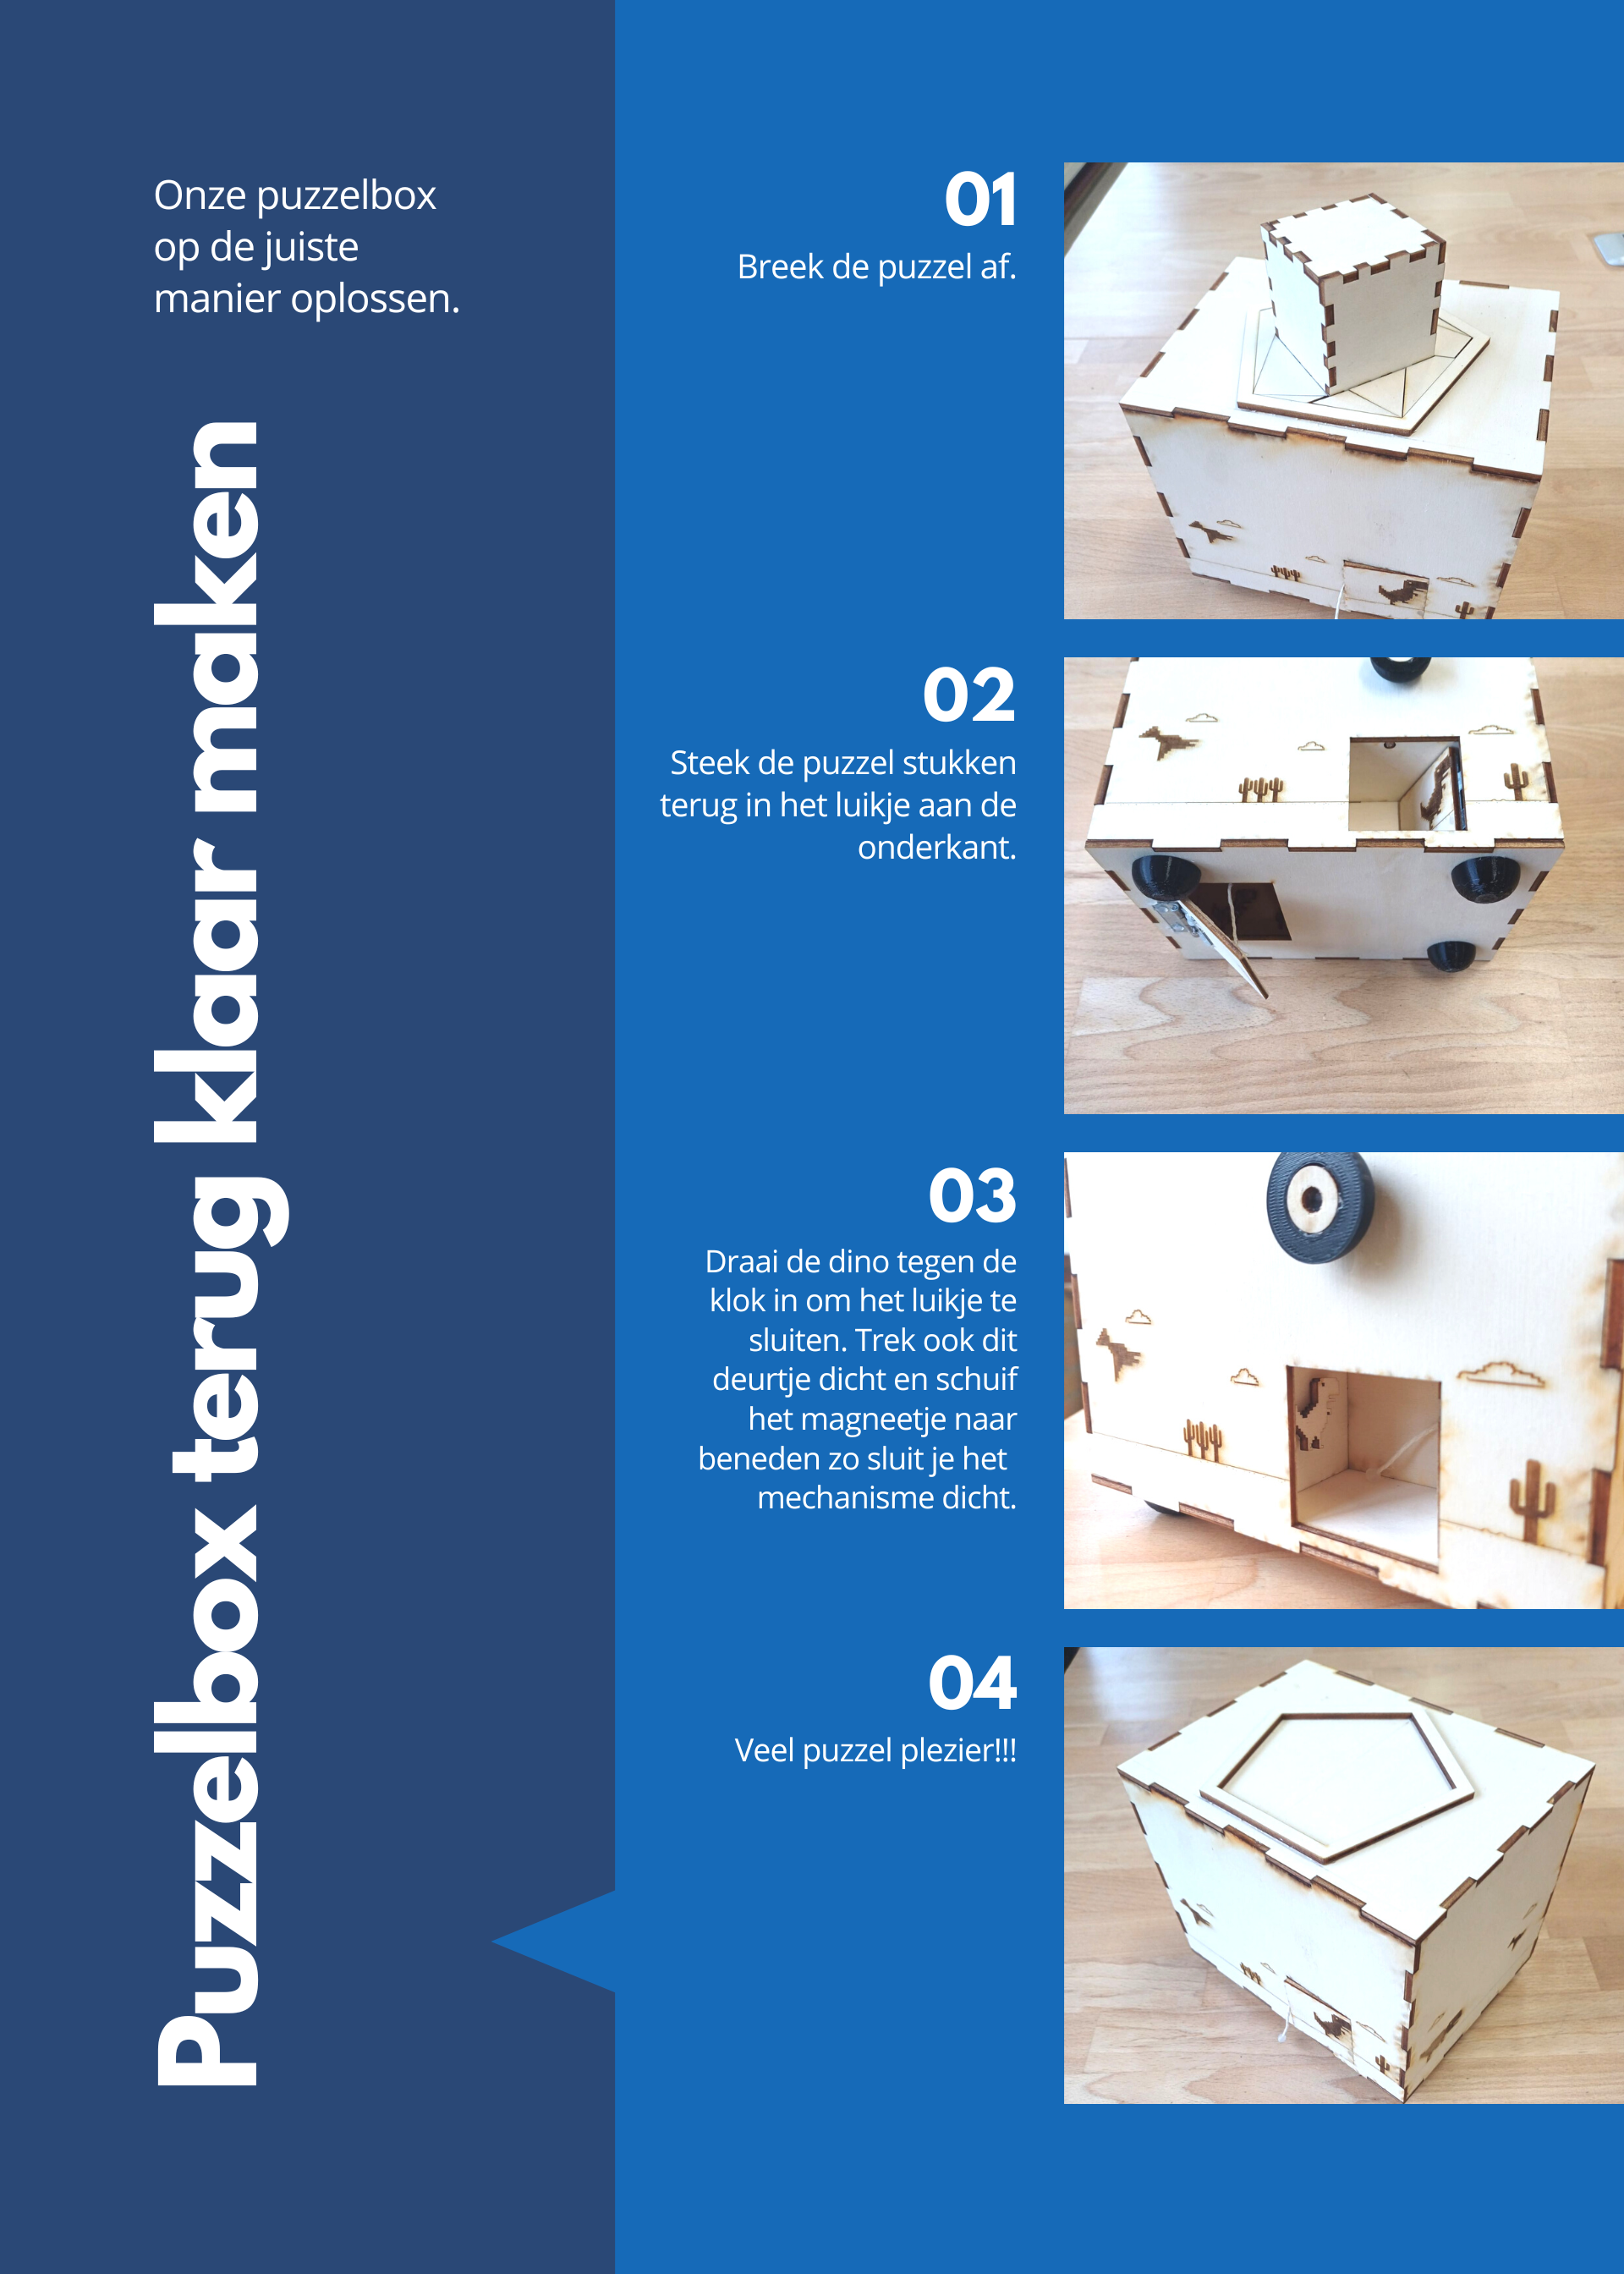 Onze puzzelbox
op de juiste
manier oplossen.
Puzzelbox terug klaar maken
01
Breek de puzzel af.
02
Steek de puzzel stukken
terug in het luikje aan de
onderkant.
03
Draai de dino tegen de
klok in om het luikje te
sluiten. Trek ook dit
deurtje dicht en schuif
het magneetje naar
beneden zo sluit je het
mechanisme dicht.
04
Veel puzzel plezier!!!